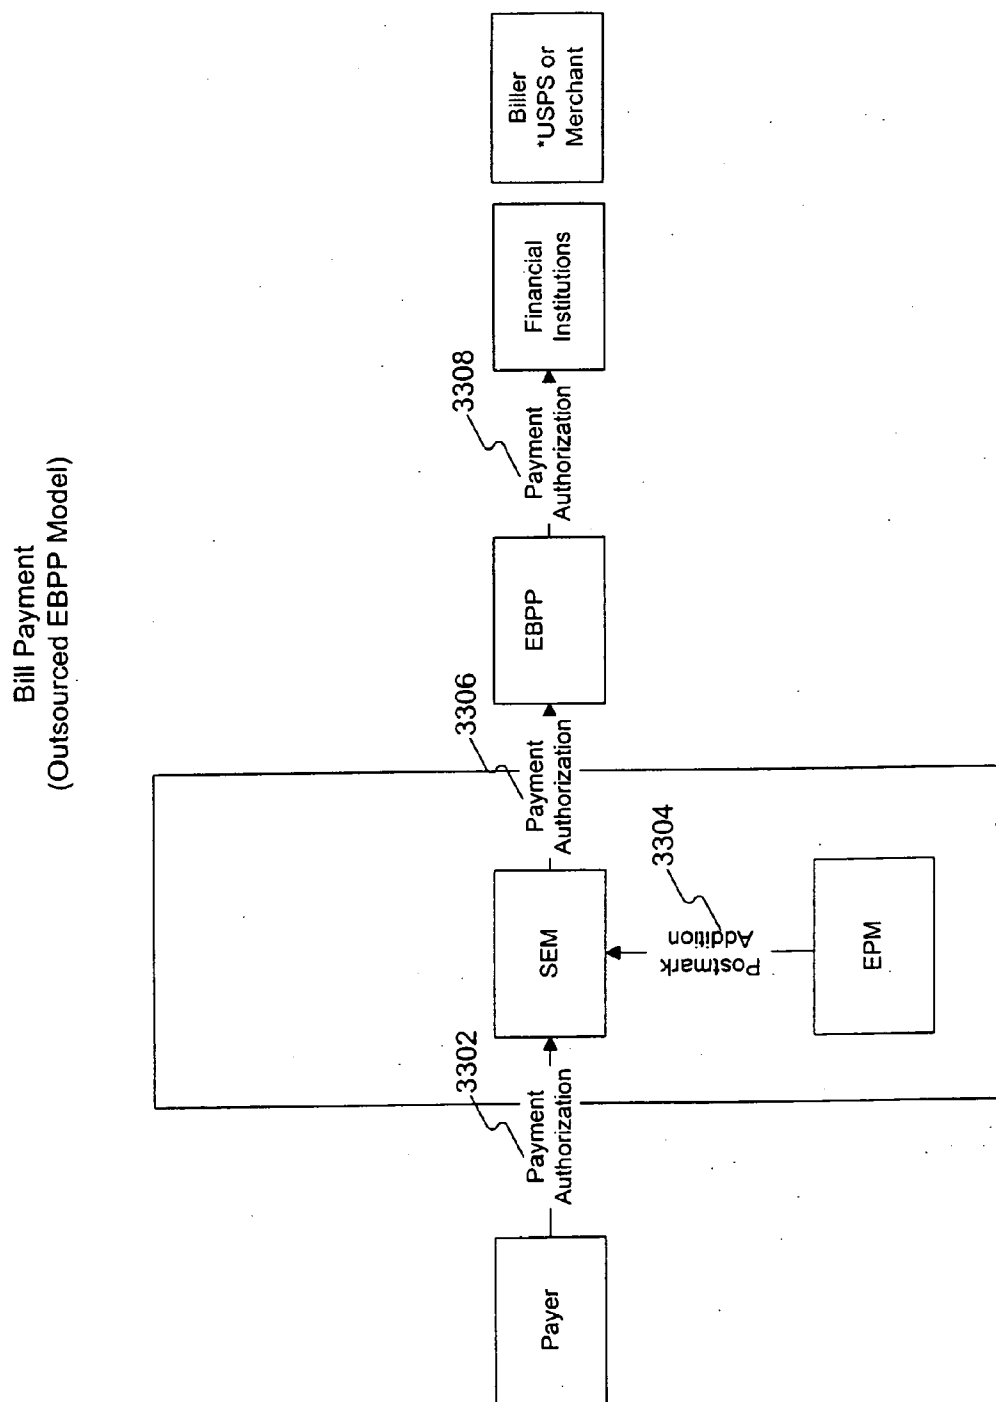 Bill Payment
(Outsourced EBPP Model)
Payer
3302
Payment
Authorization
SEM
3304
Postmark
Addition
EPM
3306
Payment
Authorization
EBPP
3308
Payment
Authorization
Financial
Institutions
Biller
*USPS or
Merchant